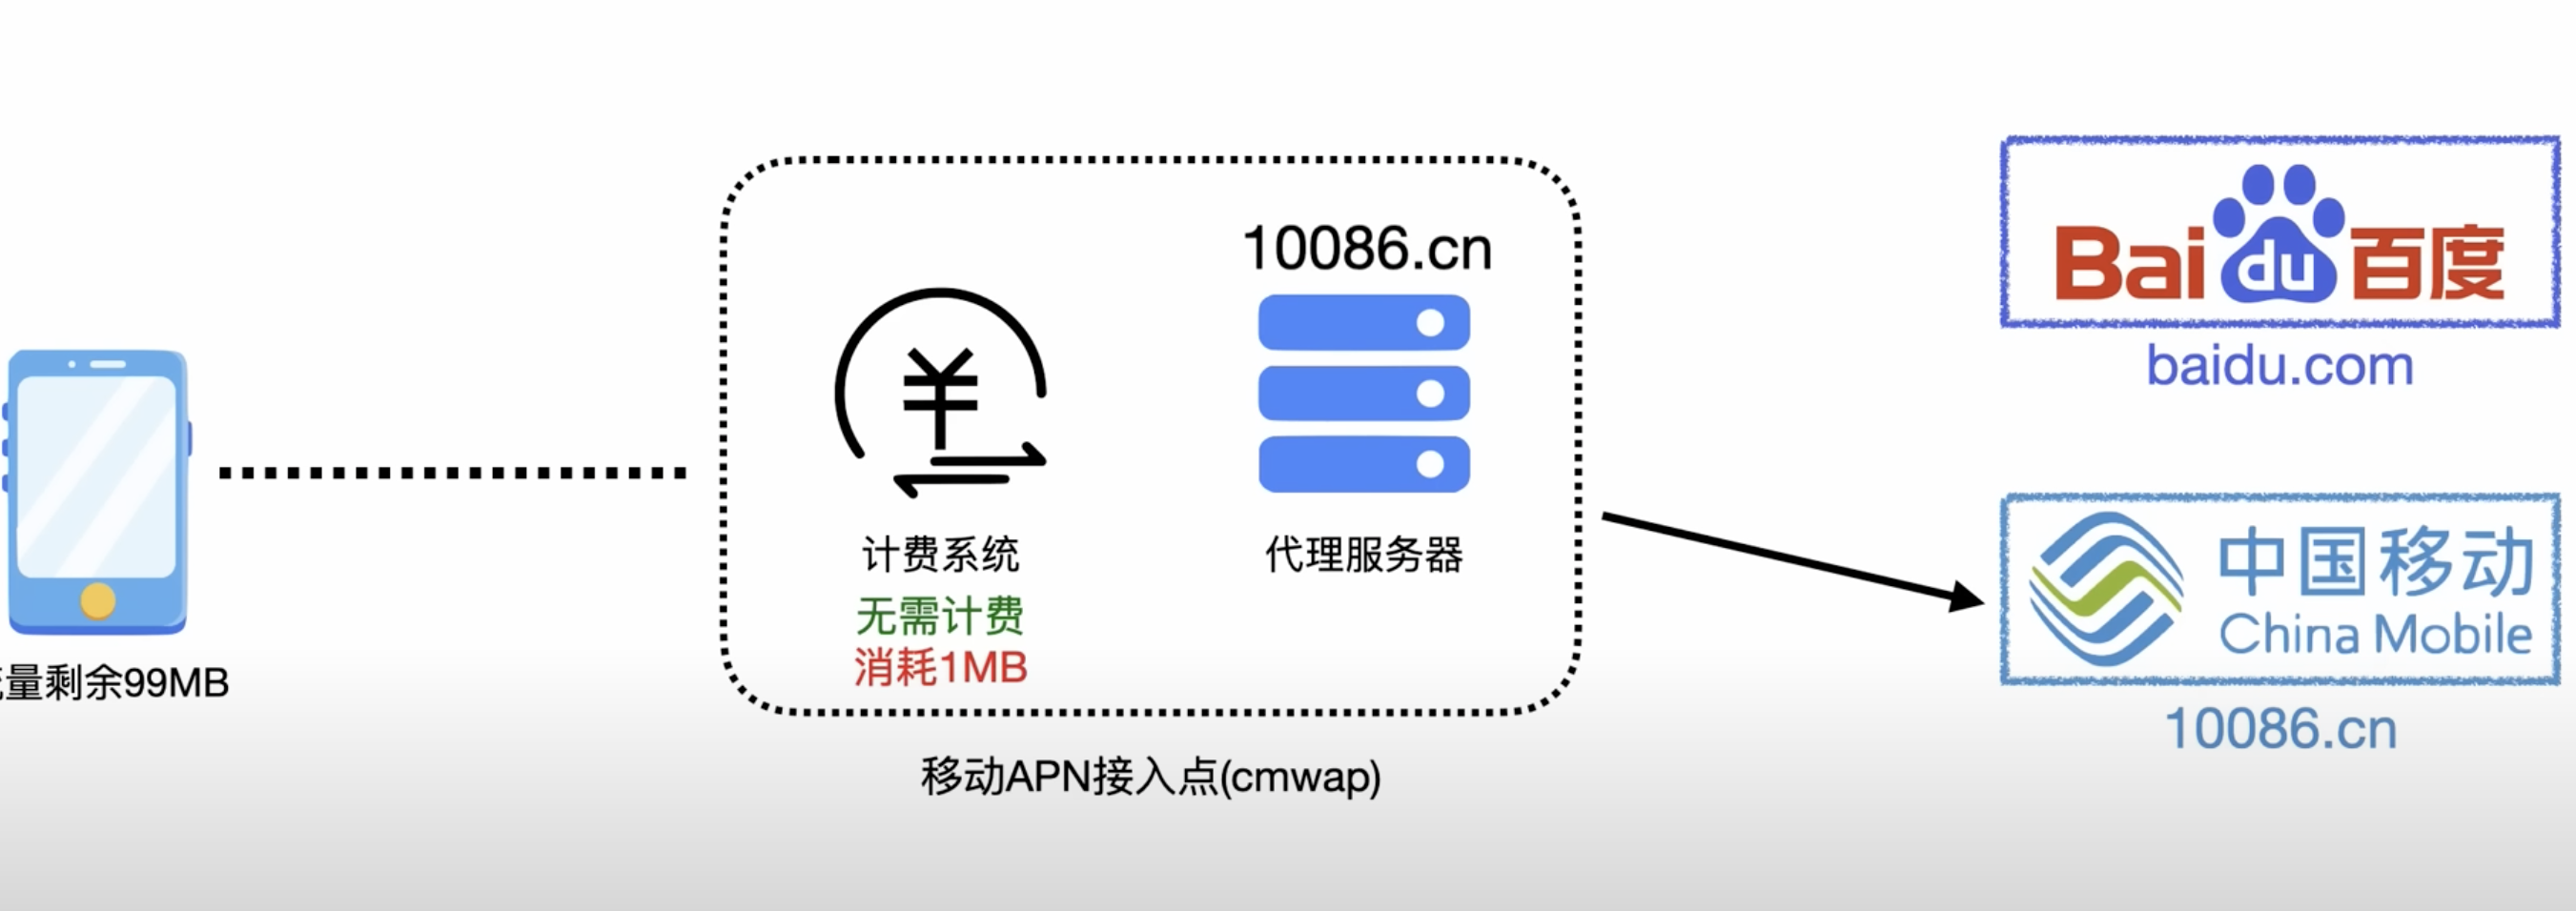 量剩余99MB
10086.cn
计费系统
无需计费
消耗1MB
代理服务器
移动APN接入点(cmwap)
Bai du 百度
baidu.com
中国移动
China Mobile
10086.cn